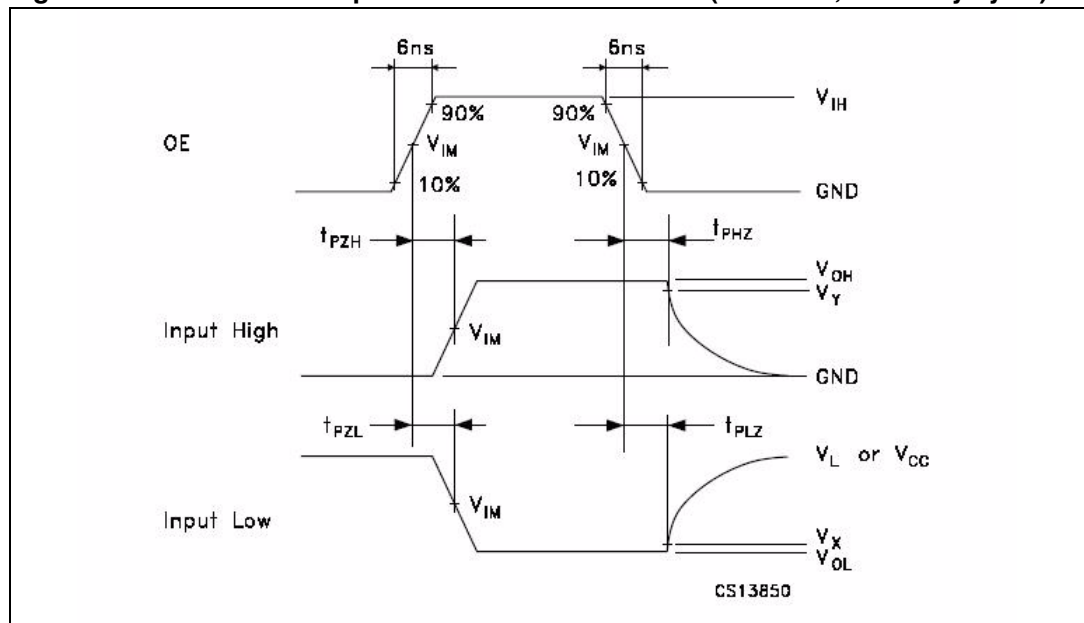 6ns 6ns
90% 90% VIH
OE VIM VIM
10% 10% GND
tPZH tPHZ
VOH
VY
Input High VIM
GND
tPZL tPLZ
VL or VCC
Input Low VIM
VX
VOL
CS13850